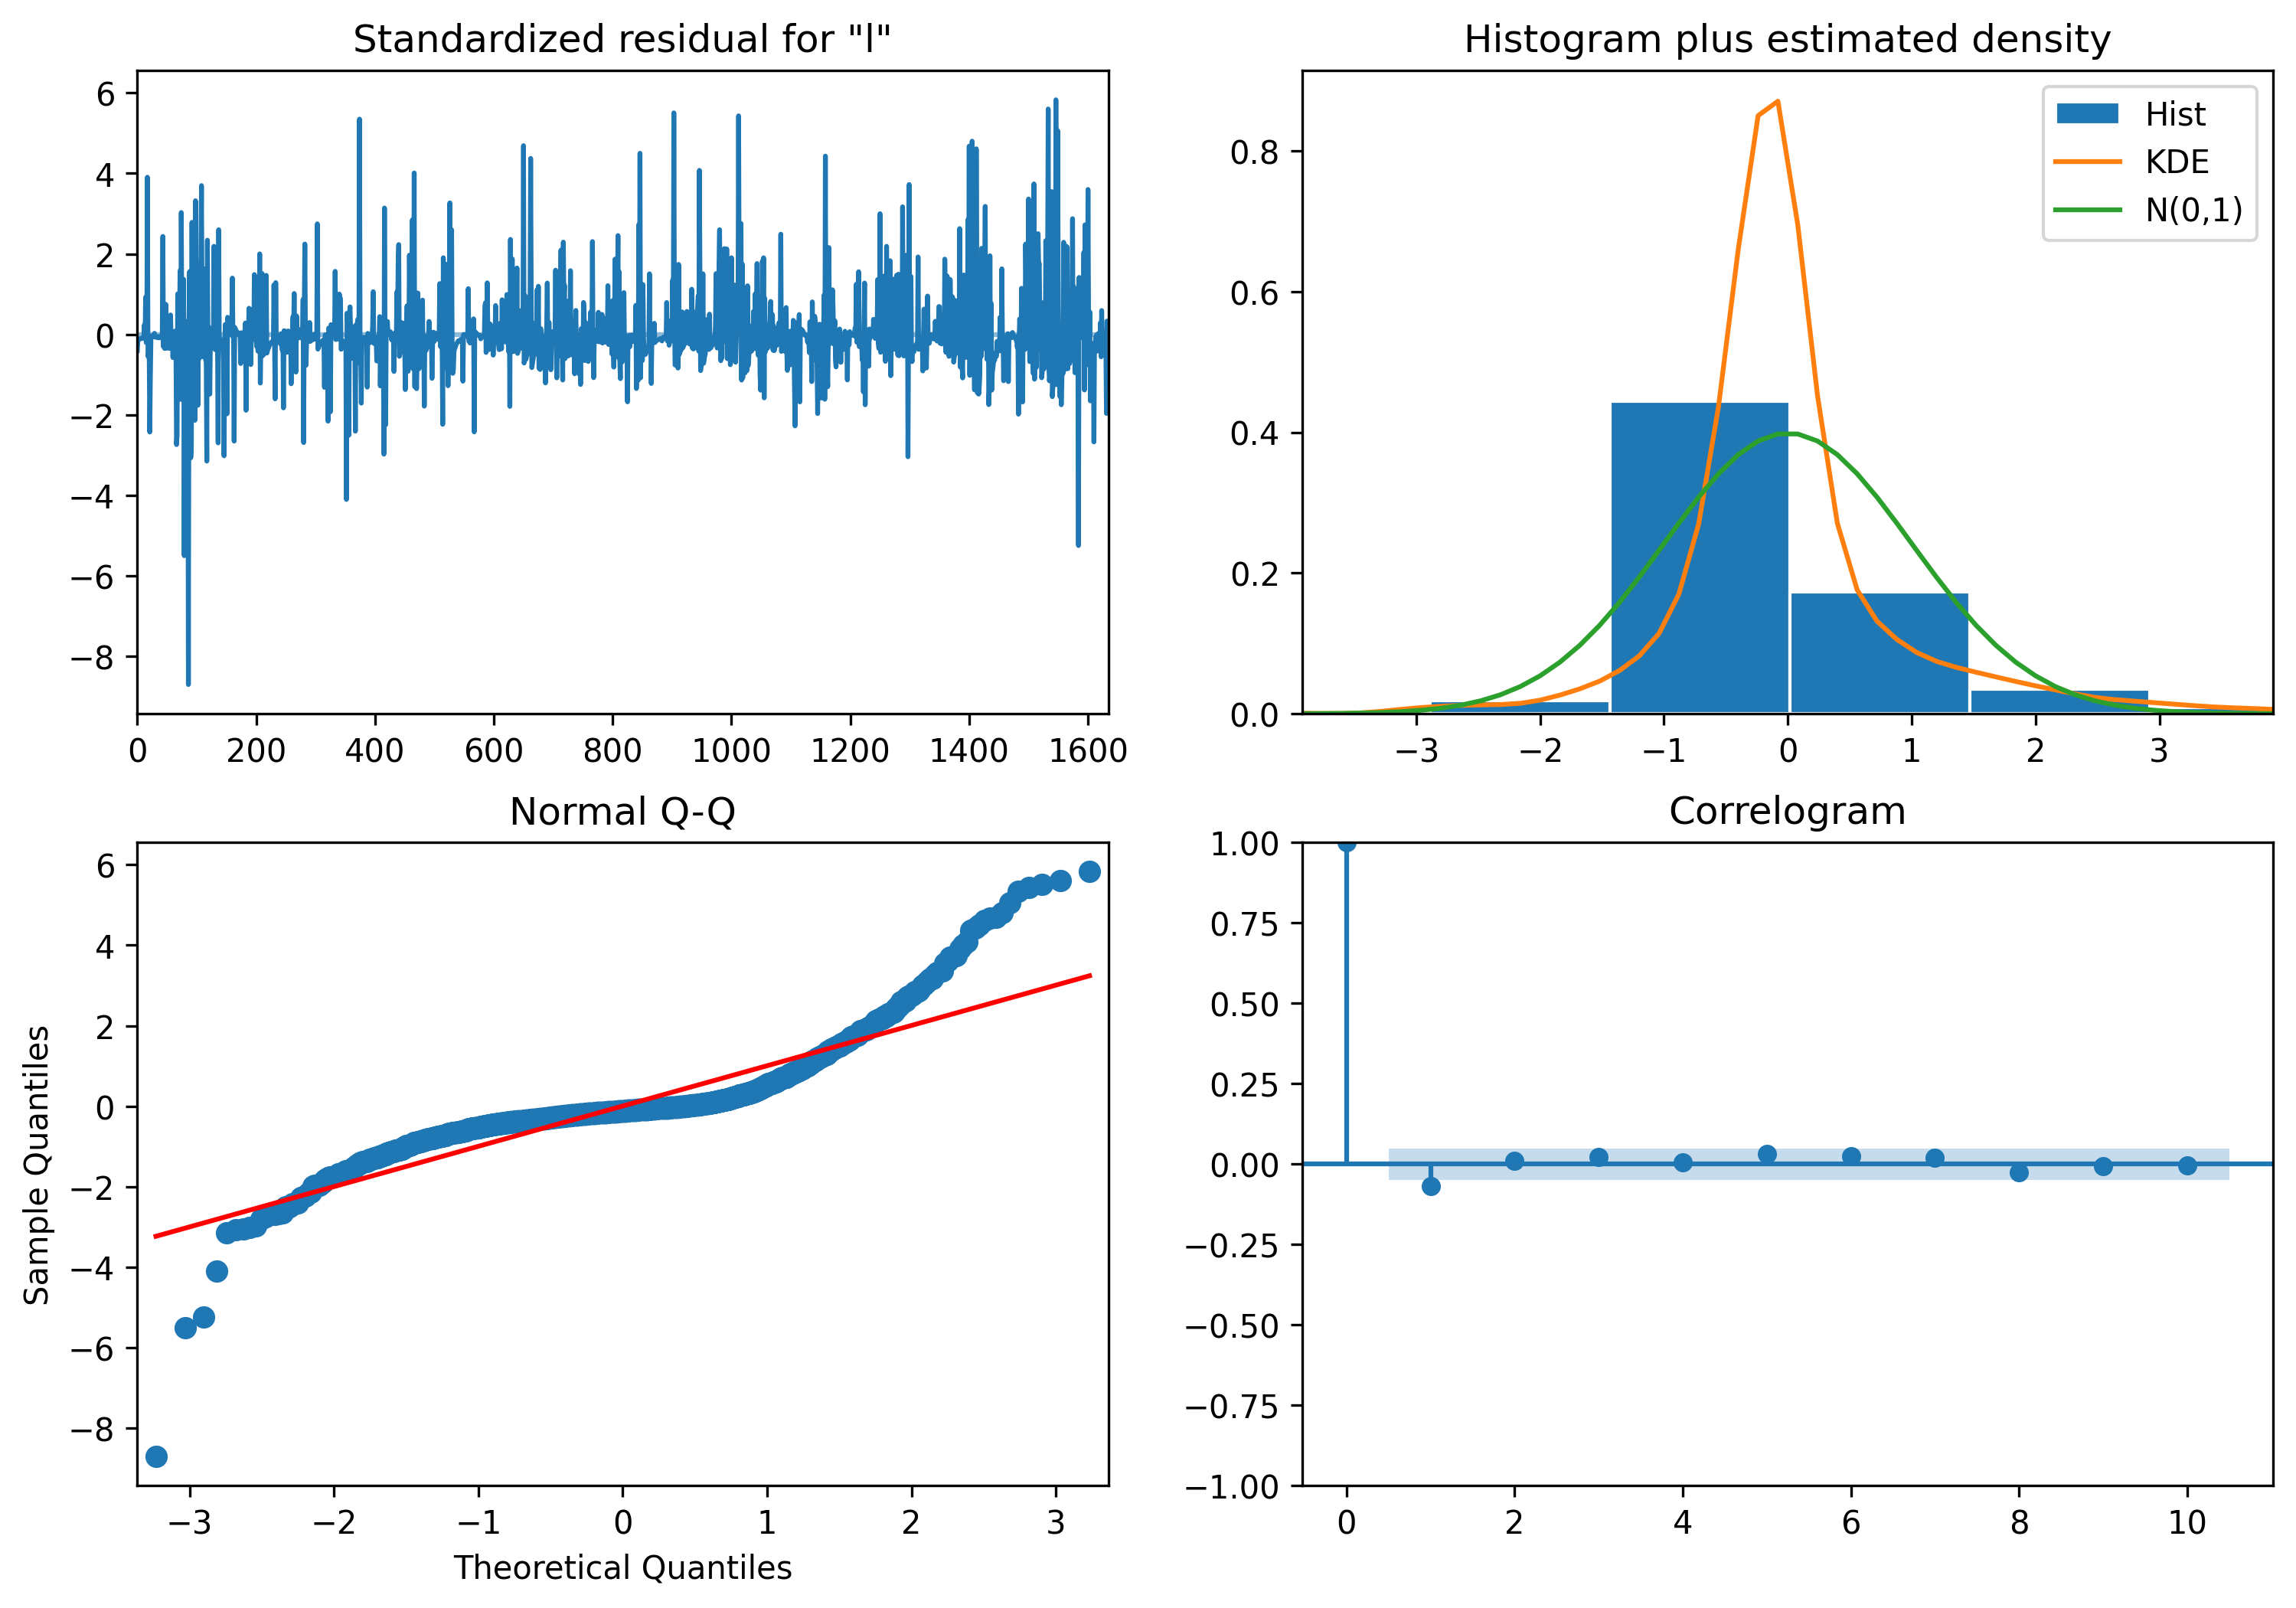 Standardized residual for "l"
6
4
2
0
−2
−4
−6
−8
0 200 400 600 800 1000 1200 1400 1600
Histogram plus estimated density
Hist
KDE
N(0,1)
0.8
0.6
0.4
0.2
0.0
−3 −2 −1 0 1 2 3
Normal Q-Q
Sample Quantiles
6
4
2
0
−2
−4
−6
−8
−3 −2 −1 0 1 2 3
Theoretical Quantiles
Correlogram
1.00
0.75
0.50
0.25
0.00
−0.25
−0.50
−0.75
−1.00
0 2 4 6 8 10